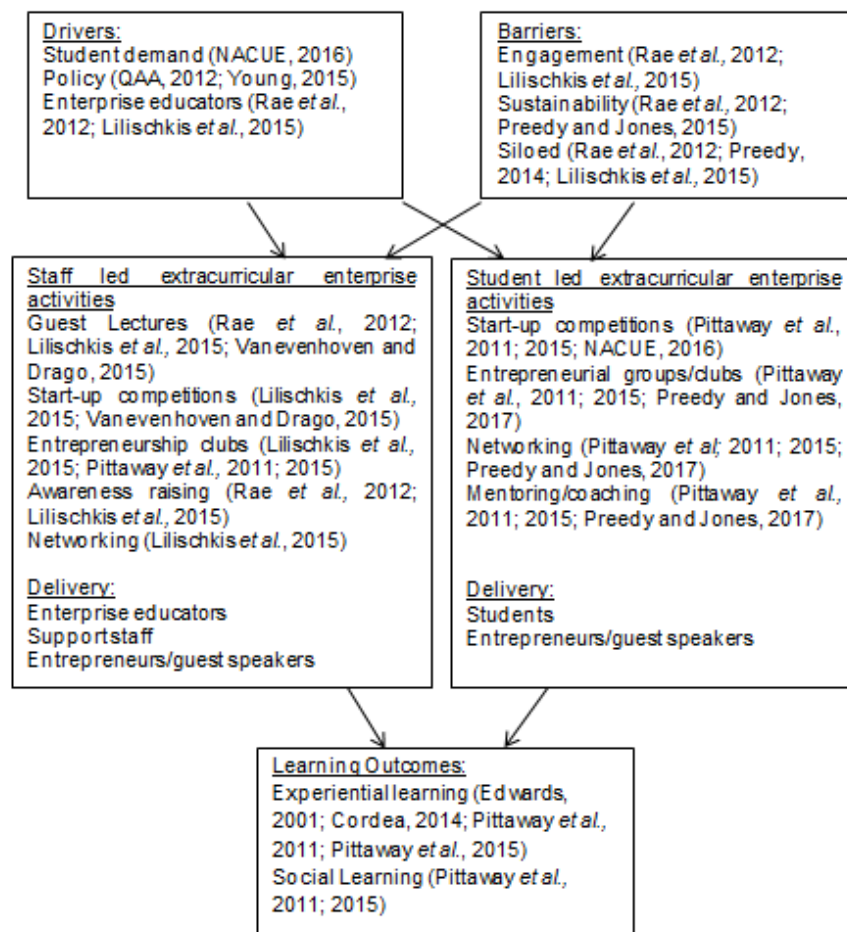 Drivers:
Student demand (NACUE, 2016)
Policy (QAA, 2012; Young, 2015)
Enterprise educators (Rae et al.,
2012; Lilischkis et al., 2015)
Barriers:
Engagement (Rae et al., 2012;
Lilischkis et al., 2015)
Sustainability (Rae et al., 2012;
Preedy and Jones, 2015)
Siloed (Rae et al., 2012; Preedy,
2014; Lilischkis et al., 2015)
Staff led extracurricular enterprise
activities
Guest Lectures (Rae et al., 2012;
Lilischkis et al., 2015; Vanevenhoven and
Drago, 2015)
Start-up competitions (Lilischkis et al.,
2015; Vanevenhoven and Drago, 2015)
Entrepreneurship clubs (Lilischkis et al.,
2015; Pittaway et al., 2011; 2015)
Awareness raising (Rae et al., 2012;
Lilischkis et al., 2015)
Networking (Lilischkis et al., 2015)
Delivery:
Enterprise educators
Support staff
Entrepreneurs/guest speakers
Student led extracurricular enterprise
activities
Start-up competitions (Pittaway et al.,
2011; 2015; NACUE, 2016)
Entrepreneurial groups/clubs (Pittaway
et al., 2011; 2015; Preedy and Jones,
2017)
Networking (Pittaway et al; 2011; 2015;
Preedy and Jones, 2017)
Mentoring/coaching (Pittaway et al.,
2011; 2015; Preedy and Jones, 2017)
Delivery:
Students
Entrepreneurs/guest speakers
Learning Outcomes:
Experiential learning (Edwards,
2001; Cordea, 2014; Pittaway et al.,
2011; Pittaway et al., 2015)
Social Learning (Pittaway et al.,
2011; 2015)